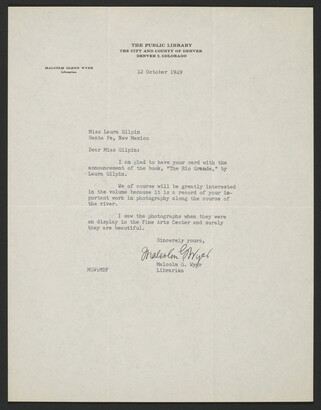 THE PUBLIC LIBRARY
THE CITY AND COUNTY OF DENVER
DENVER 2, COLORADO
MALCOLM GLENN WYER
Librarian
12 October 1949
Miss Laura Gilpin
Santa Fe, New Mexico
Dear Miss Gilpin:
I am glad to have your card with the
announcement of the book, "The Rio Grande," by
Laura Gilpin.
We of course will be greatly interested
in the volume because it is a record of your im-
portant work in photography along the course of
the river.
I saw the photographs when they were
on display in the Fine Arts Center and surely
they are beautiful.
Sincerely yours,
Malcolm G Wyer
Malcolm G. Wyer
Librarian